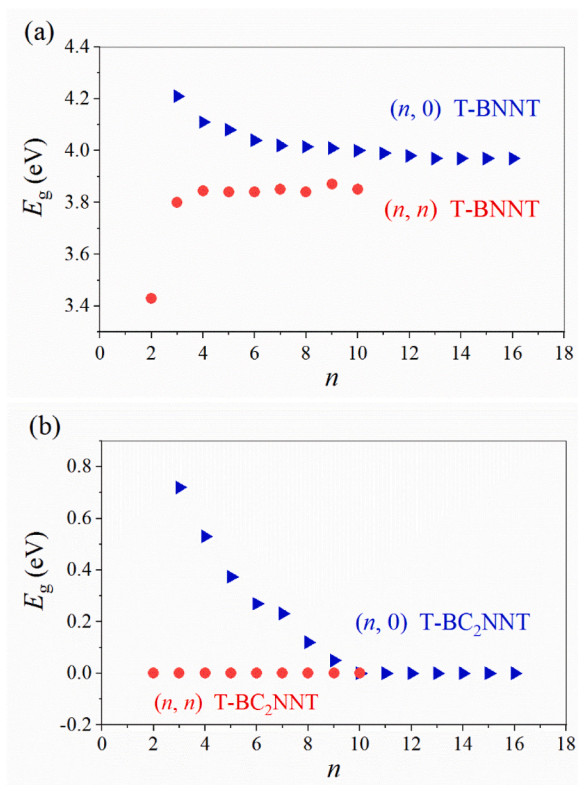 (a)
4.4
4.2
4.0
3.8
3.6
3.4
E_g (eV)
(n, 0) T-BNNT
(n, n) T-BNNT
0 2 4 6 8 10 12 14 16 18
n
(b)
0.8
0.6
0.4
0.2
0.0
-0.2
E_g (eV)
(n, 0) T-BC₂NNT
(n, n) T-BC₂NNT
0 2 4 6 8 10 12 14 16 18
n